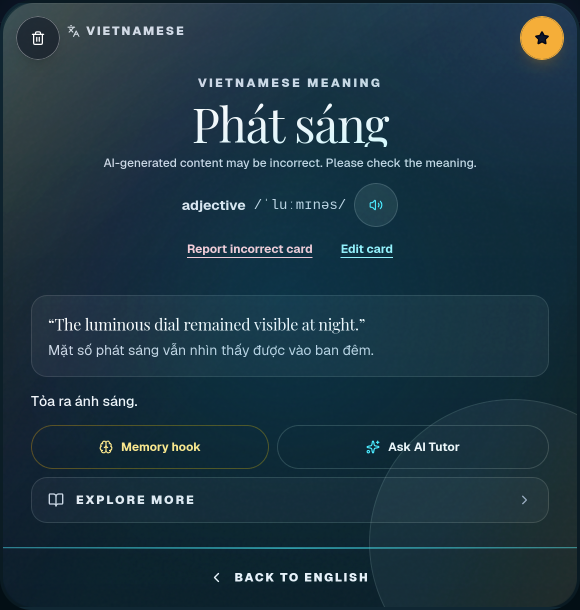 VIETNAMESE
VIETNAMESE MEANING
Phát sáng
AI-generated content may be incorrect. Please check the meaning.
adjective /ˈluːmɪnəs/
Report incorrect card Edit card
“The luminous dial remained visible at night.”
Mặt số phát sáng vẫn nhìn thấy được vào ban đêm.
Tỏa ra ánh sáng.
Memory hook Ask AI Tutor
EXPLORE MORE
BACK TO ENGLISH